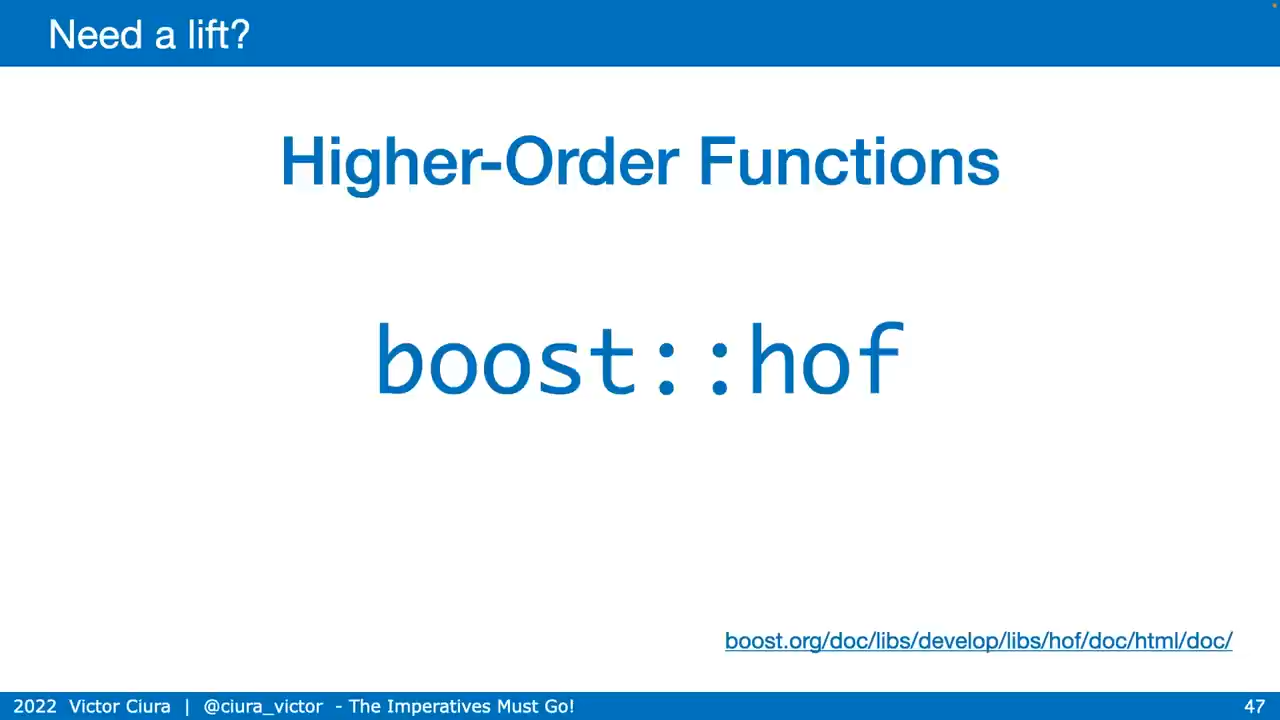 Need a lift?
Higher-Order Functions
boost::hof
boost.org/doc/libs/develop/libs/hof/doc/html/doc/
2022 Victor Ciura | @ciura_victor - The Imperatives Must Go!
47